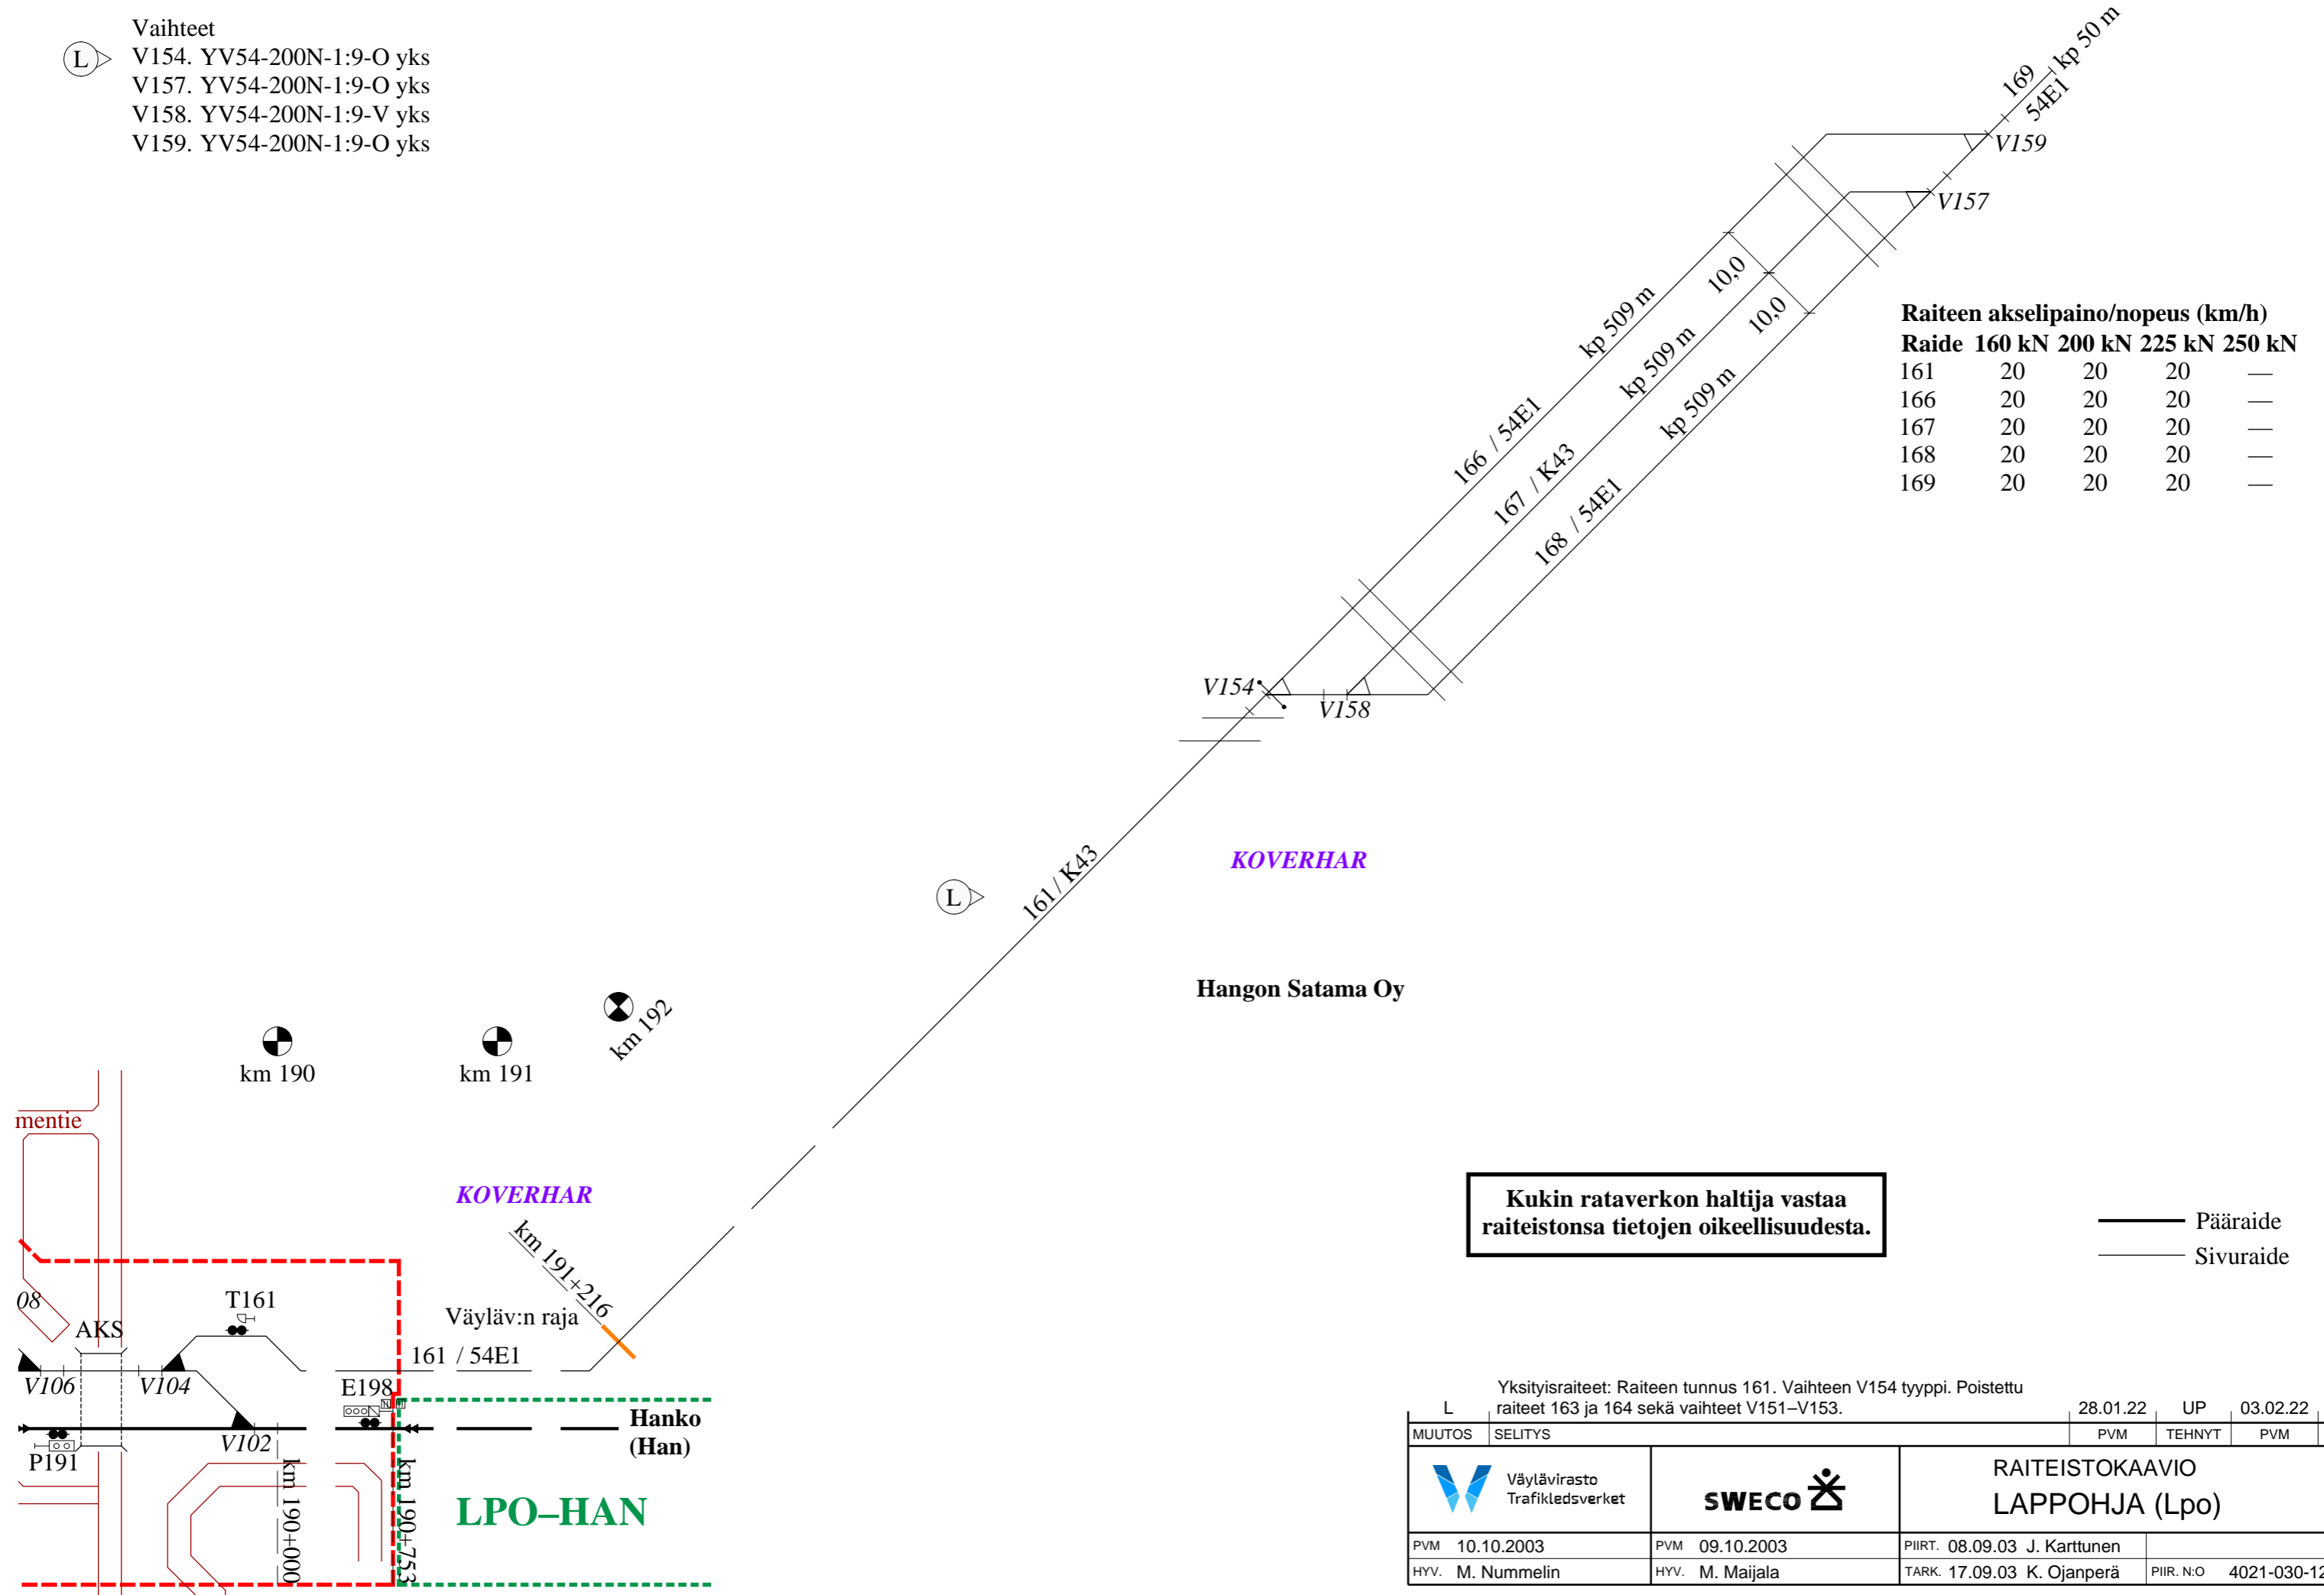 Vaihteet
L
V154. YV54-200N-1:9-O yks
V157. YV54-200N-1:9-O yks
V158. YV54-200N-1:9-V yks
V159. YV54-200N-1:9-O yks
kp 50 m
169
54E1
V159
V157
10,0
10,0
kp 509 m
kp 509 m
kp 509 m
166 / 54E1
167 / K43
168 / 54E1
Raiteen akselipaino/nopeus (km/h)
Raide 160 kN 200 kN 225 kN 250 kN
161 20 20 20 —
166 20 20 20 —
167 20 20 20 —
168 20 20 20 —
169 20 20 20 —
V154
V158
161 / K43
L
KOVERHAR
Hangon Satama Oy
km 190
km 191
km 192
mentie
KOVERHAR
km 191+216
Väyläv:n raja
161 / 54E1
08
T161
AKS
V106
V104
E198
V102
P191
Hanko
(Han)
km 190+000
km 190+753
LPO–HAN
Kukin rataverkon haltija vastaa
raiteistonsa tietojen oikeellisuudesta.
Pääraide
Sivuraide
Yksityisraiteet: Raiteen tunnus 161. Vaihteen V154 tyyppi. Poistettu
L raiteet 163 ja 164 sekä vaihteet V151–V153. 28.01.22 UP 03.02.22
MUUTOS SELITYS PVM TEHNYT PVM
Väylävirasto
Trafikledsverket
SWECO
RAITEISTOKAAVIO
LAPPOHJA (Lpo)
PVM 10.10.2003 PVM 09.10.2003 PIIRT. 08.09.03 J. Karttunen
HYV. M. Nummelin HYV. M. Maijala TARK. 17.09.03 K. Ojanperä PIIR. N:O 4021-030-12